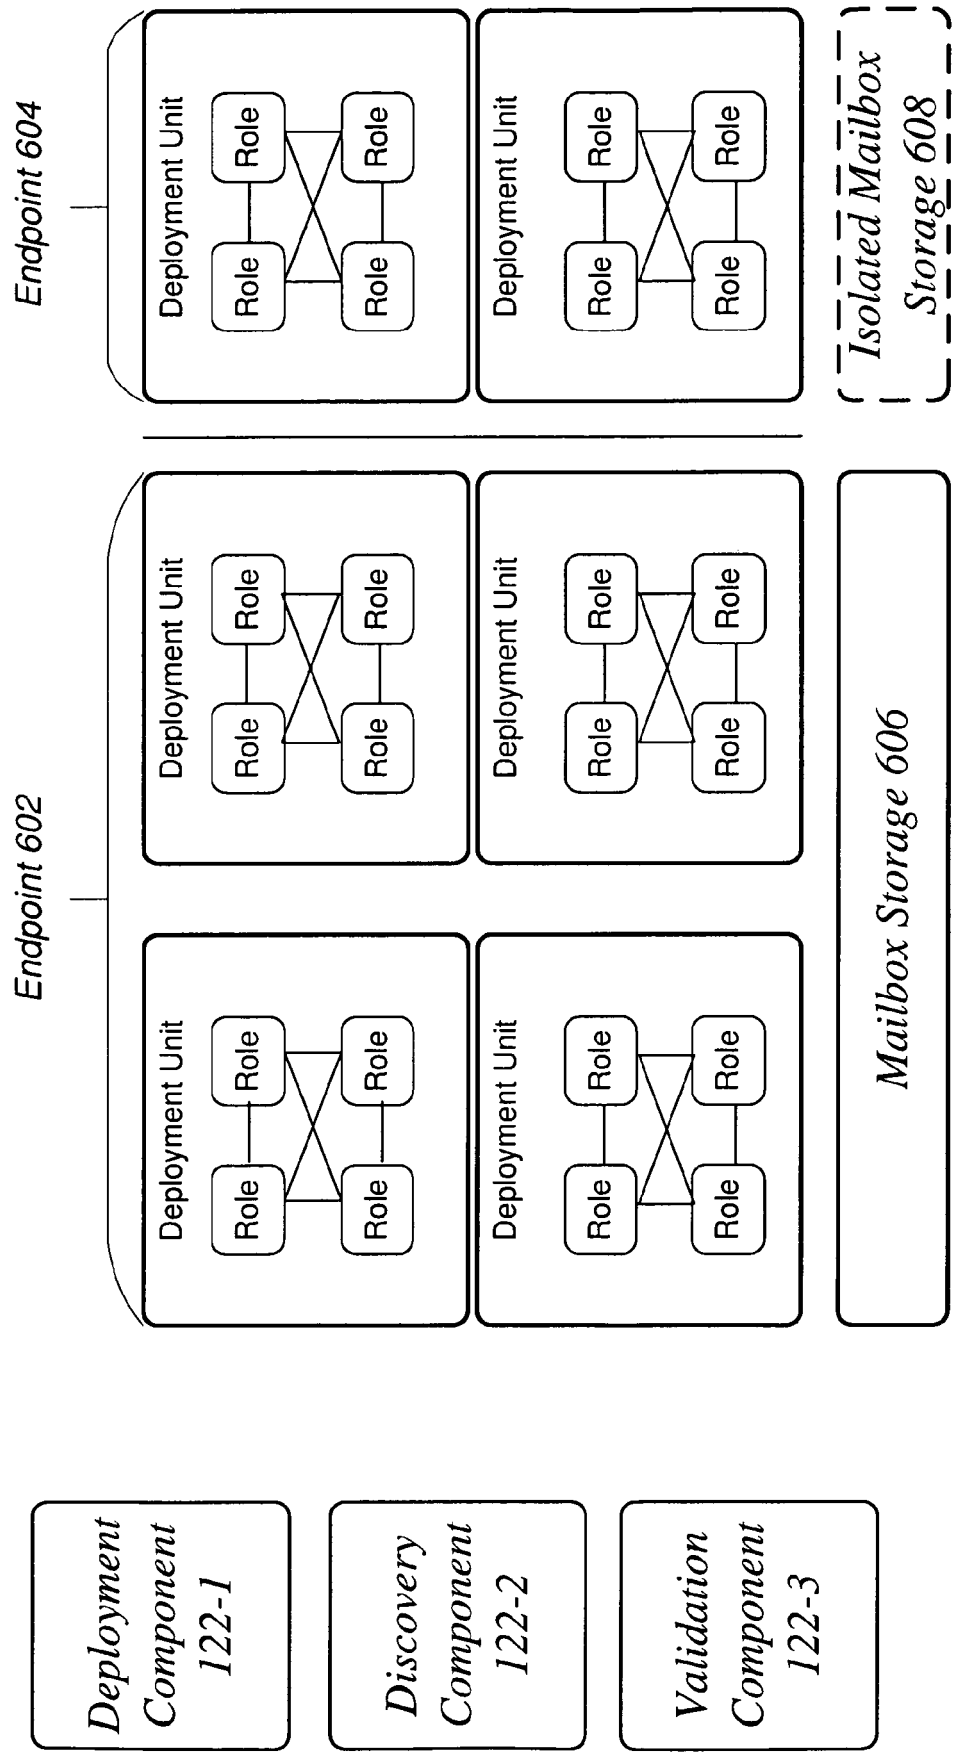 Deployment
Component
122-1
Discovery
Component
122-2
Validation
Component
122-3
Endpoint 602
Deployment Unit
Role
Role
Role
Role
Deployment Unit
Role
Role
Role
Role
Deployment Unit
Role
Role
Role
Role
Deployment Unit
Role
Role
Role
Role
Mailbox Storage 606
Endpoint 604
Deployment Unit
Role
Role
Role
Role
Deployment Unit
Role
Role
Role
Role
Isolated Mailbox
Storage 608